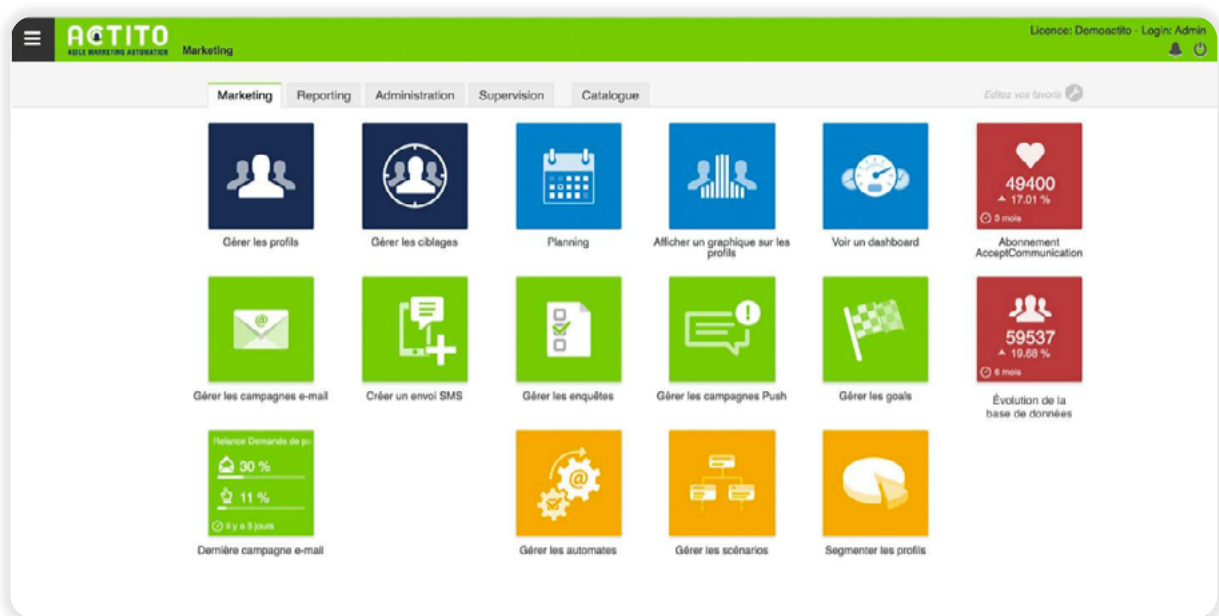 ACTITO
AGILE MARKETING AUTOMATION
Marketing
Licence: Demoactito - Login: Admin
Marketing
Reporting
Administration
Supervision
Catalogue
Editez vos favoris
49400
17.01 %
3 mois
Gérer les profils
Gérer les ciblages
Planning
Afficher un graphique sur les
profils
Voir un dashboard
Abonnement
AcceptCommunication
@
59537
19.68 %
6 mois
Gérer les campagnes e-mail
Créer un envoi SMS
Gérer les enquêtes
Gérer les campagnes Push
Gérer les goals
Évolution de la
base de données
Relance Demande de
30 %
11 %
Il y a 3 jours
@
Dernière campagne e-mail
Gérer les automates
Gérer les scénarios
Segmenter les profils